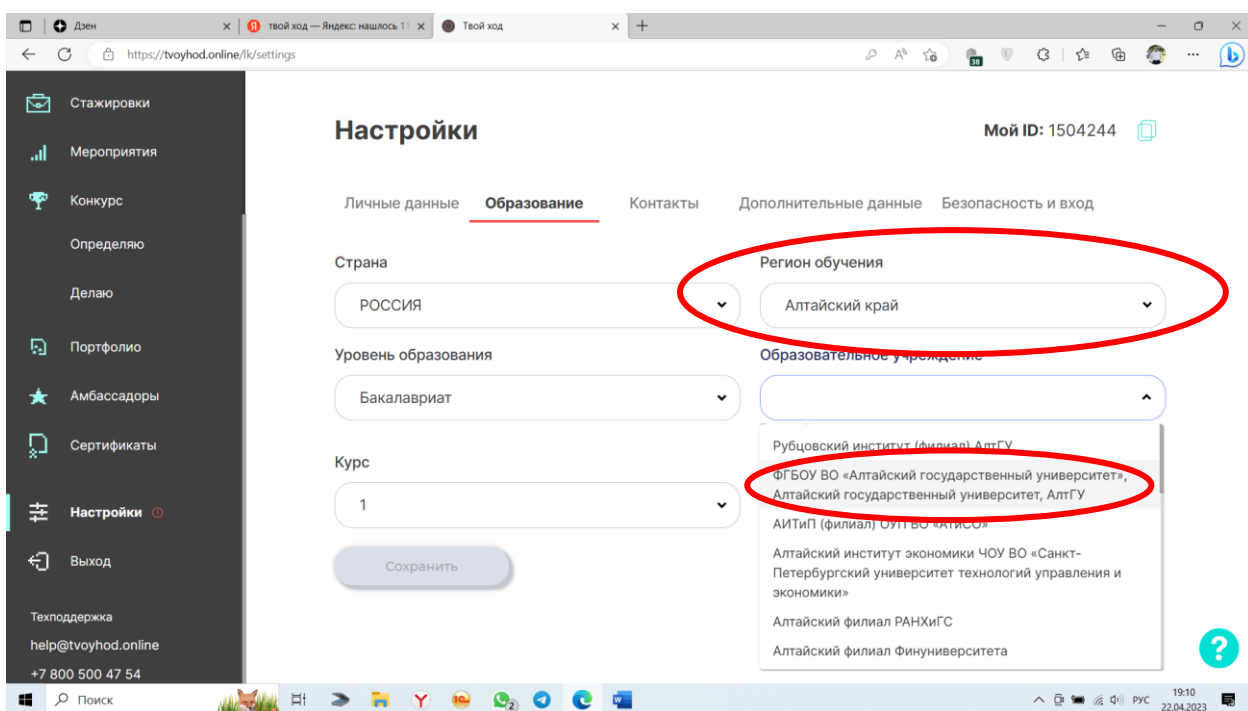 Дзен
твой ход — Яндекс: нашлось 11
Твой ход
https://tvoyhod.online/lk/settings
38
Стажировки
Мероприятия
Конкурс
Определяю
Делаю
Портфолио
Амбассадоры
Сертификаты
Настройки
Выход
Техподдержка
help@tvoyhod.online
+7 800 500 47 54
Настройки
Мой ID: 1504244
Личные данные Образование Контакты Дополнительные данные Безопасность и вход
Страна
РОССИЯ
Регион обучения
Алтайский край
Уровень образования
Бакалавриат
Образовательное учреждение
Курс
1
Сохранить
Рубцовский институт (филиал) АлтГУ
ФГБОУ ВО «Алтайский государственный университет»,
Алтайский государственный университет, АлтГУ
АИТиП (филиал) ОУП ВО «АТиСО»
Алтайский институт экономики ЧОУ ВО «Санкт-
Петербургский университет технологий управления и
экономики»
Алтайский филиал РАНХиГС
Алтайский филиал Финуниверситета
?
Поиск
2
РУС
19:10
22.04.2023